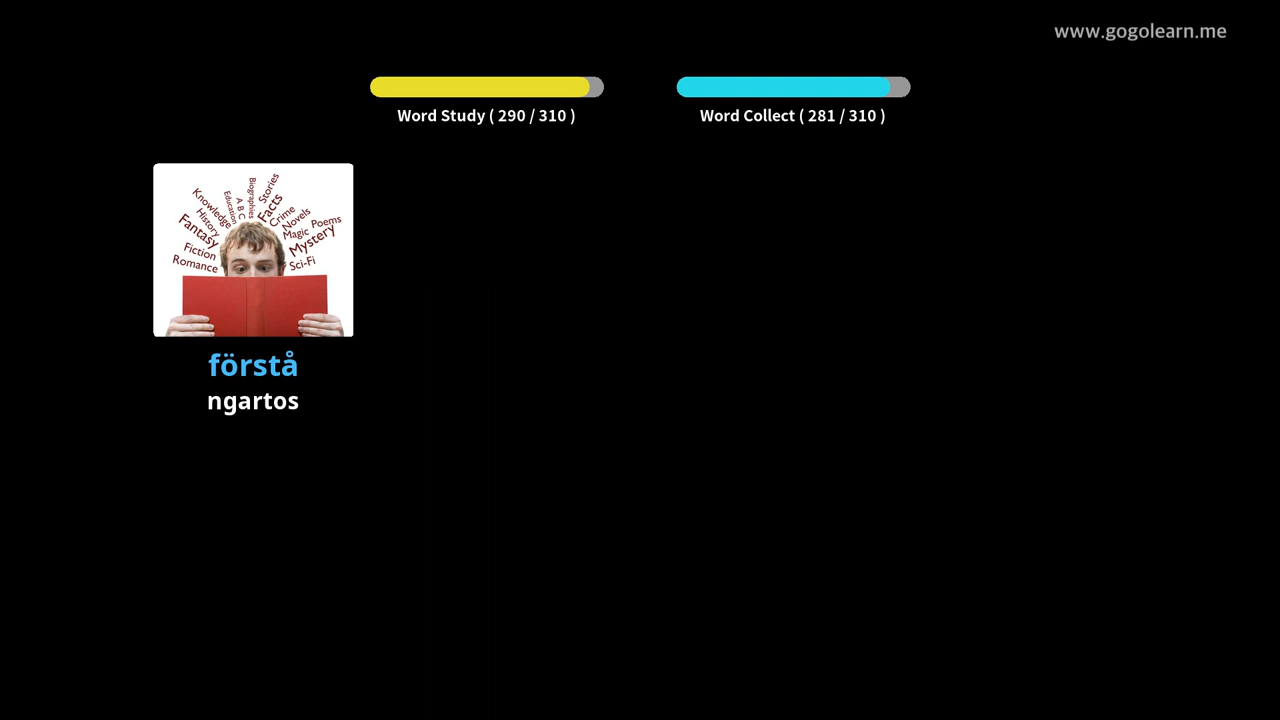 www.gogolearn.me
Word Study ( 290 / 310 )
Word Collect ( 281 / 310 )
Stories
Biographies
Facts
A B C
Education
Knowledge
Crime
History
Novels
Poems
Magic
Fantasy
Mystery
Fiction
Romance
Sci-Fi
förstå
ngartos